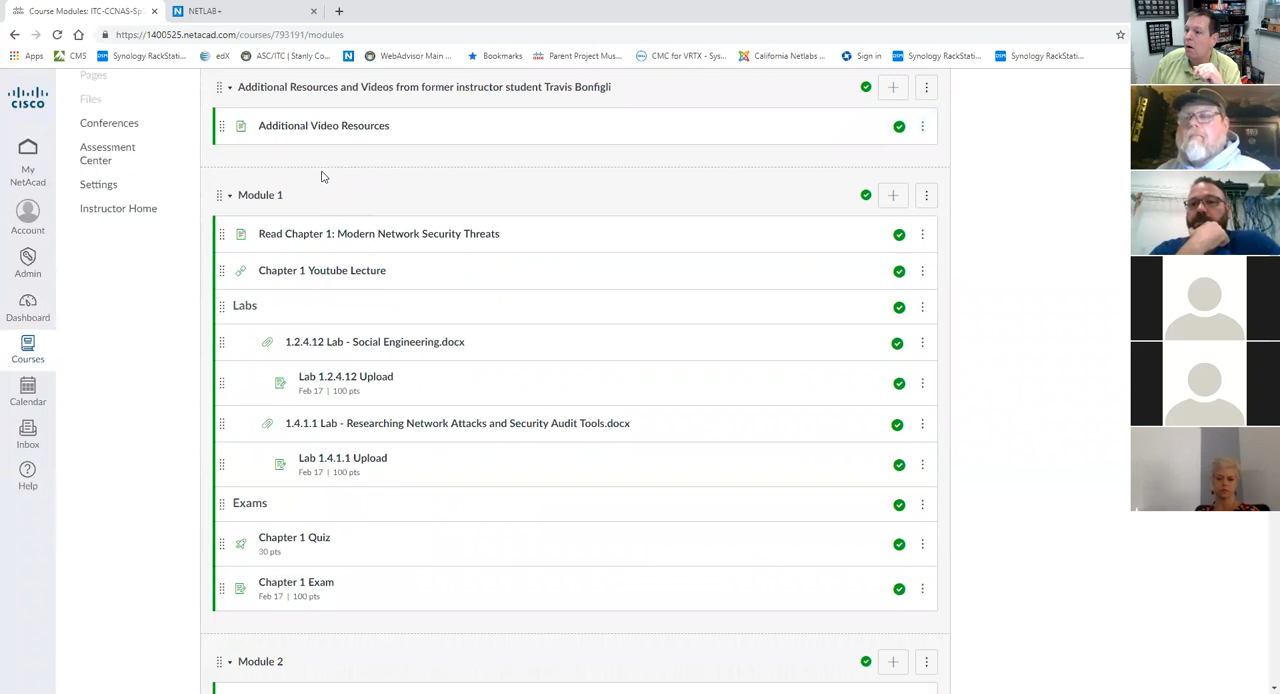 Course Modules: ITC-CCNAS-Sp
NETLAB+
https://1400525.netacad.com/courses/793191/modules
Apps
CMS
Synology RackStati...
edX
ASC/ITC | Study Co...
WebAdvisor Main ...
Bookmarks
Parent Project Mus...
CMC for VRTX - Sys...
California Netlabs ...
Sign in
Synology RackStati...
Synology RackStati...
cisco
My
NetAcad
Account
Admin
Dashboard
Courses
Calendar
Inbox
Help
Pages
Files
Conferences
Assessment
Center
Settings
Instructor Home
Additional Resources and Videos from former instructor student Travis Bonfigli
Additional Video Resources
Module 1
Read Chapter 1: Modern Network Security Threats
Chapter 1 Youtube Lecture
Labs
1.2.4.12 Lab - Social Engineering.docx
Lab 1.2.4.12 Upload
Feb 17 | 100 pts
1.4.1.1 Lab - Researching Network Attacks and Security Audit Tools.docx
Lab 1.4.1.1 Upload
Feb 17 | 100 pts
Exams
Chapter 1 Quiz
30 pts
Chapter 1 Exam
Feb 17 | 100 pts
Module 2